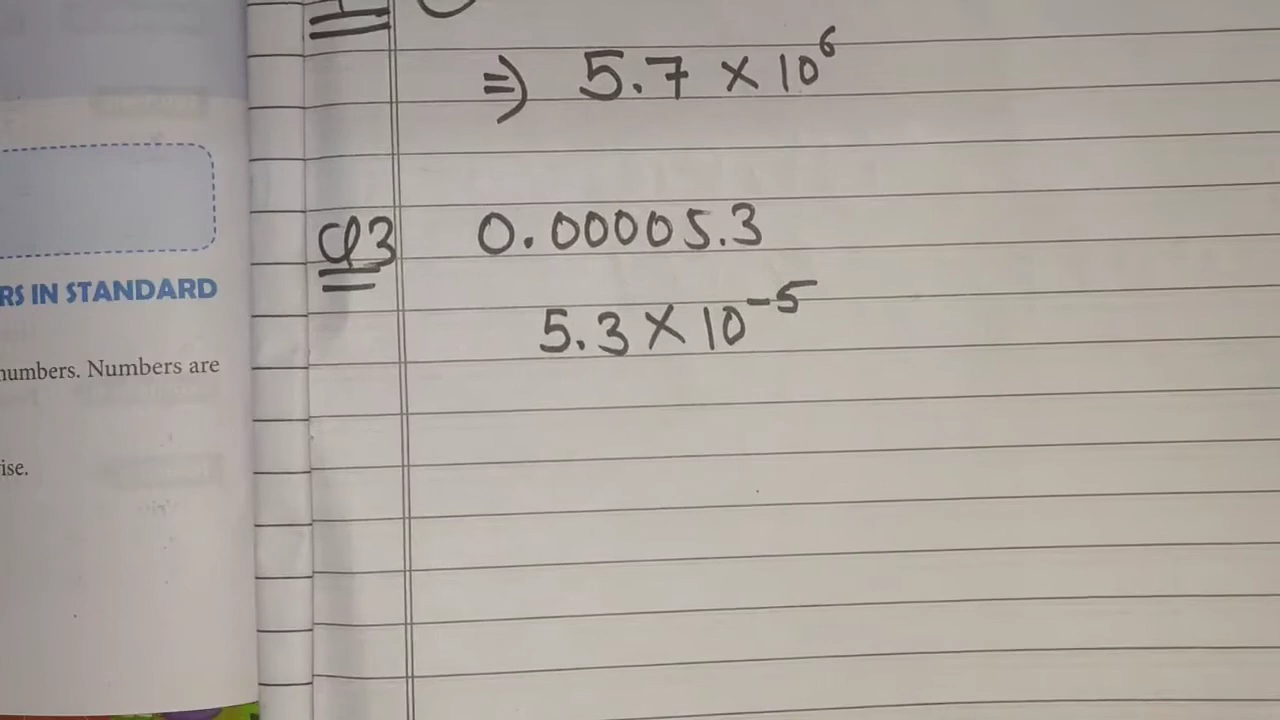 ⇒ 5.7 × 10⁶
Q3 0.00005.3
5.3 × 10⁻⁵
RS IN STANDARD
numbers. Numbers are
ise.